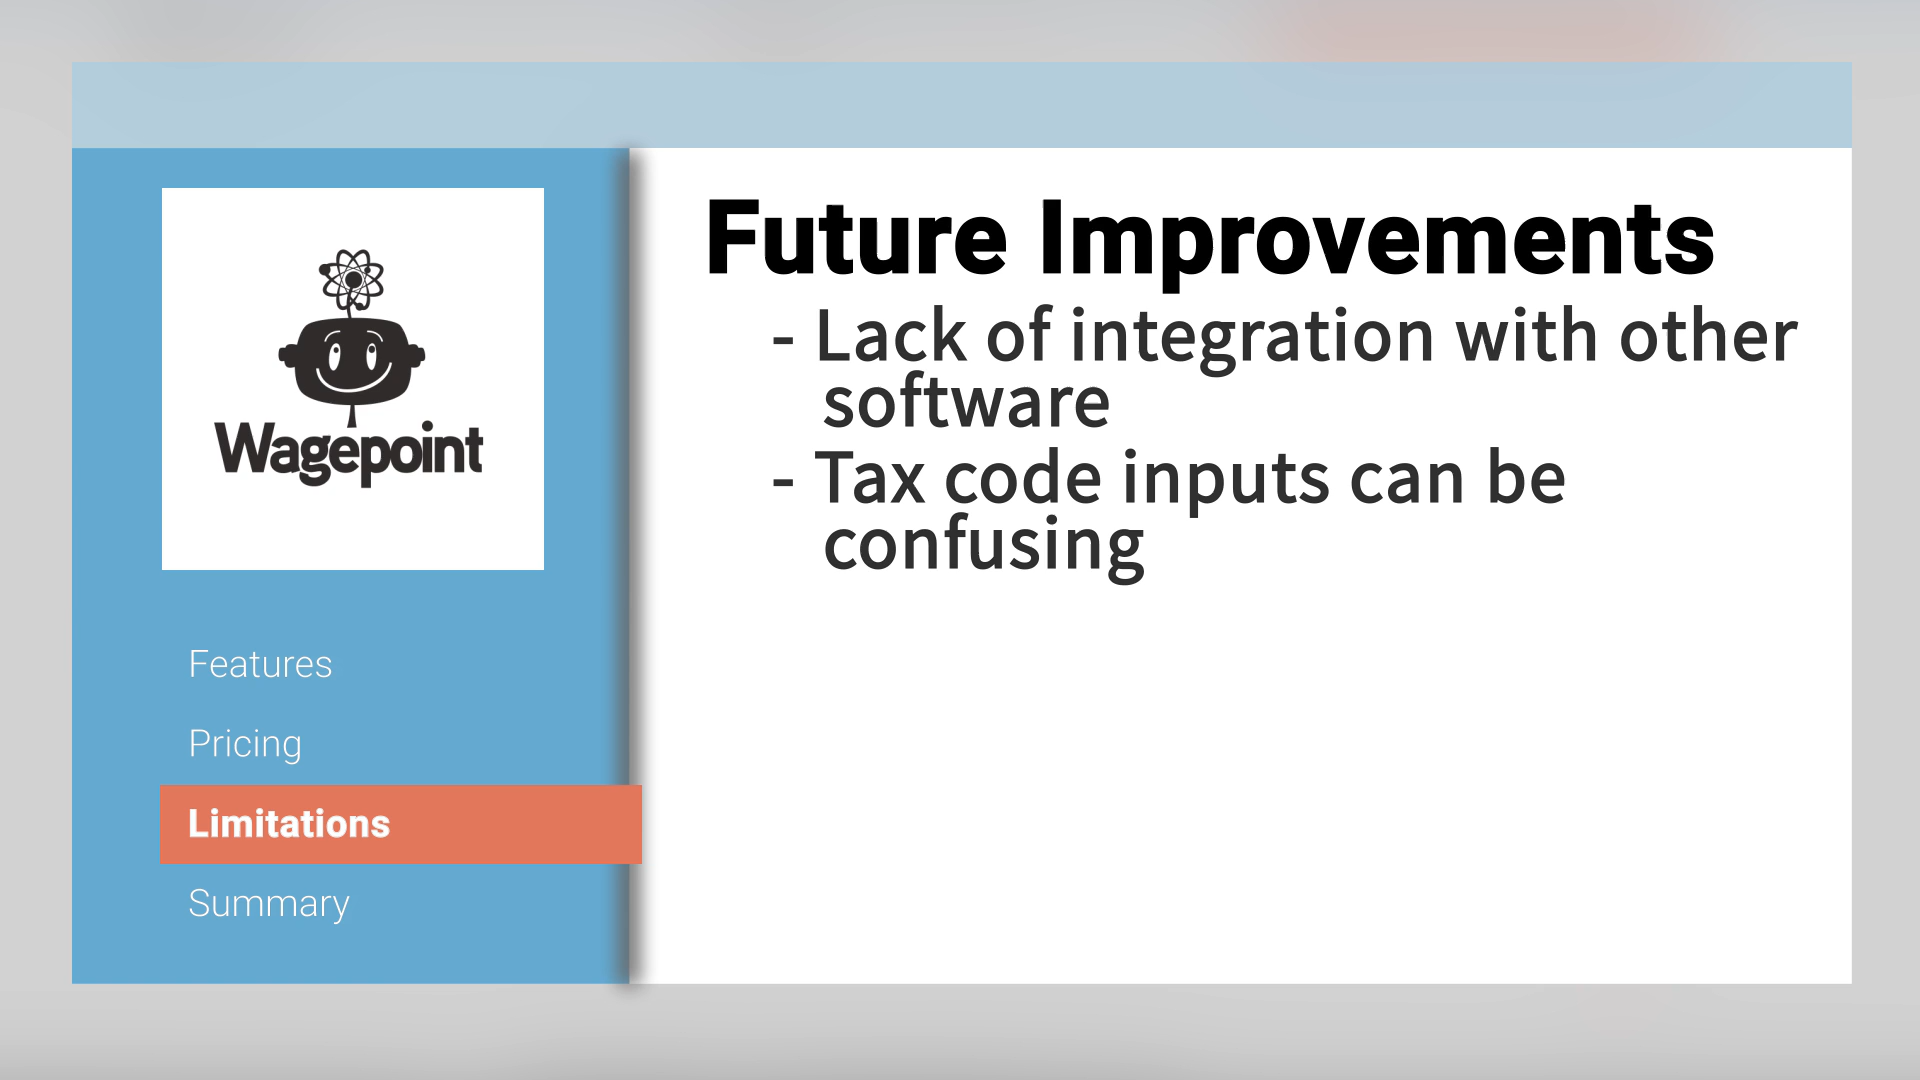 Wagepoint
Features
Pricing
Limitations
Summary
Future Improvements
- Lack of integration with other
software
- Tax code inputs can be
confusing